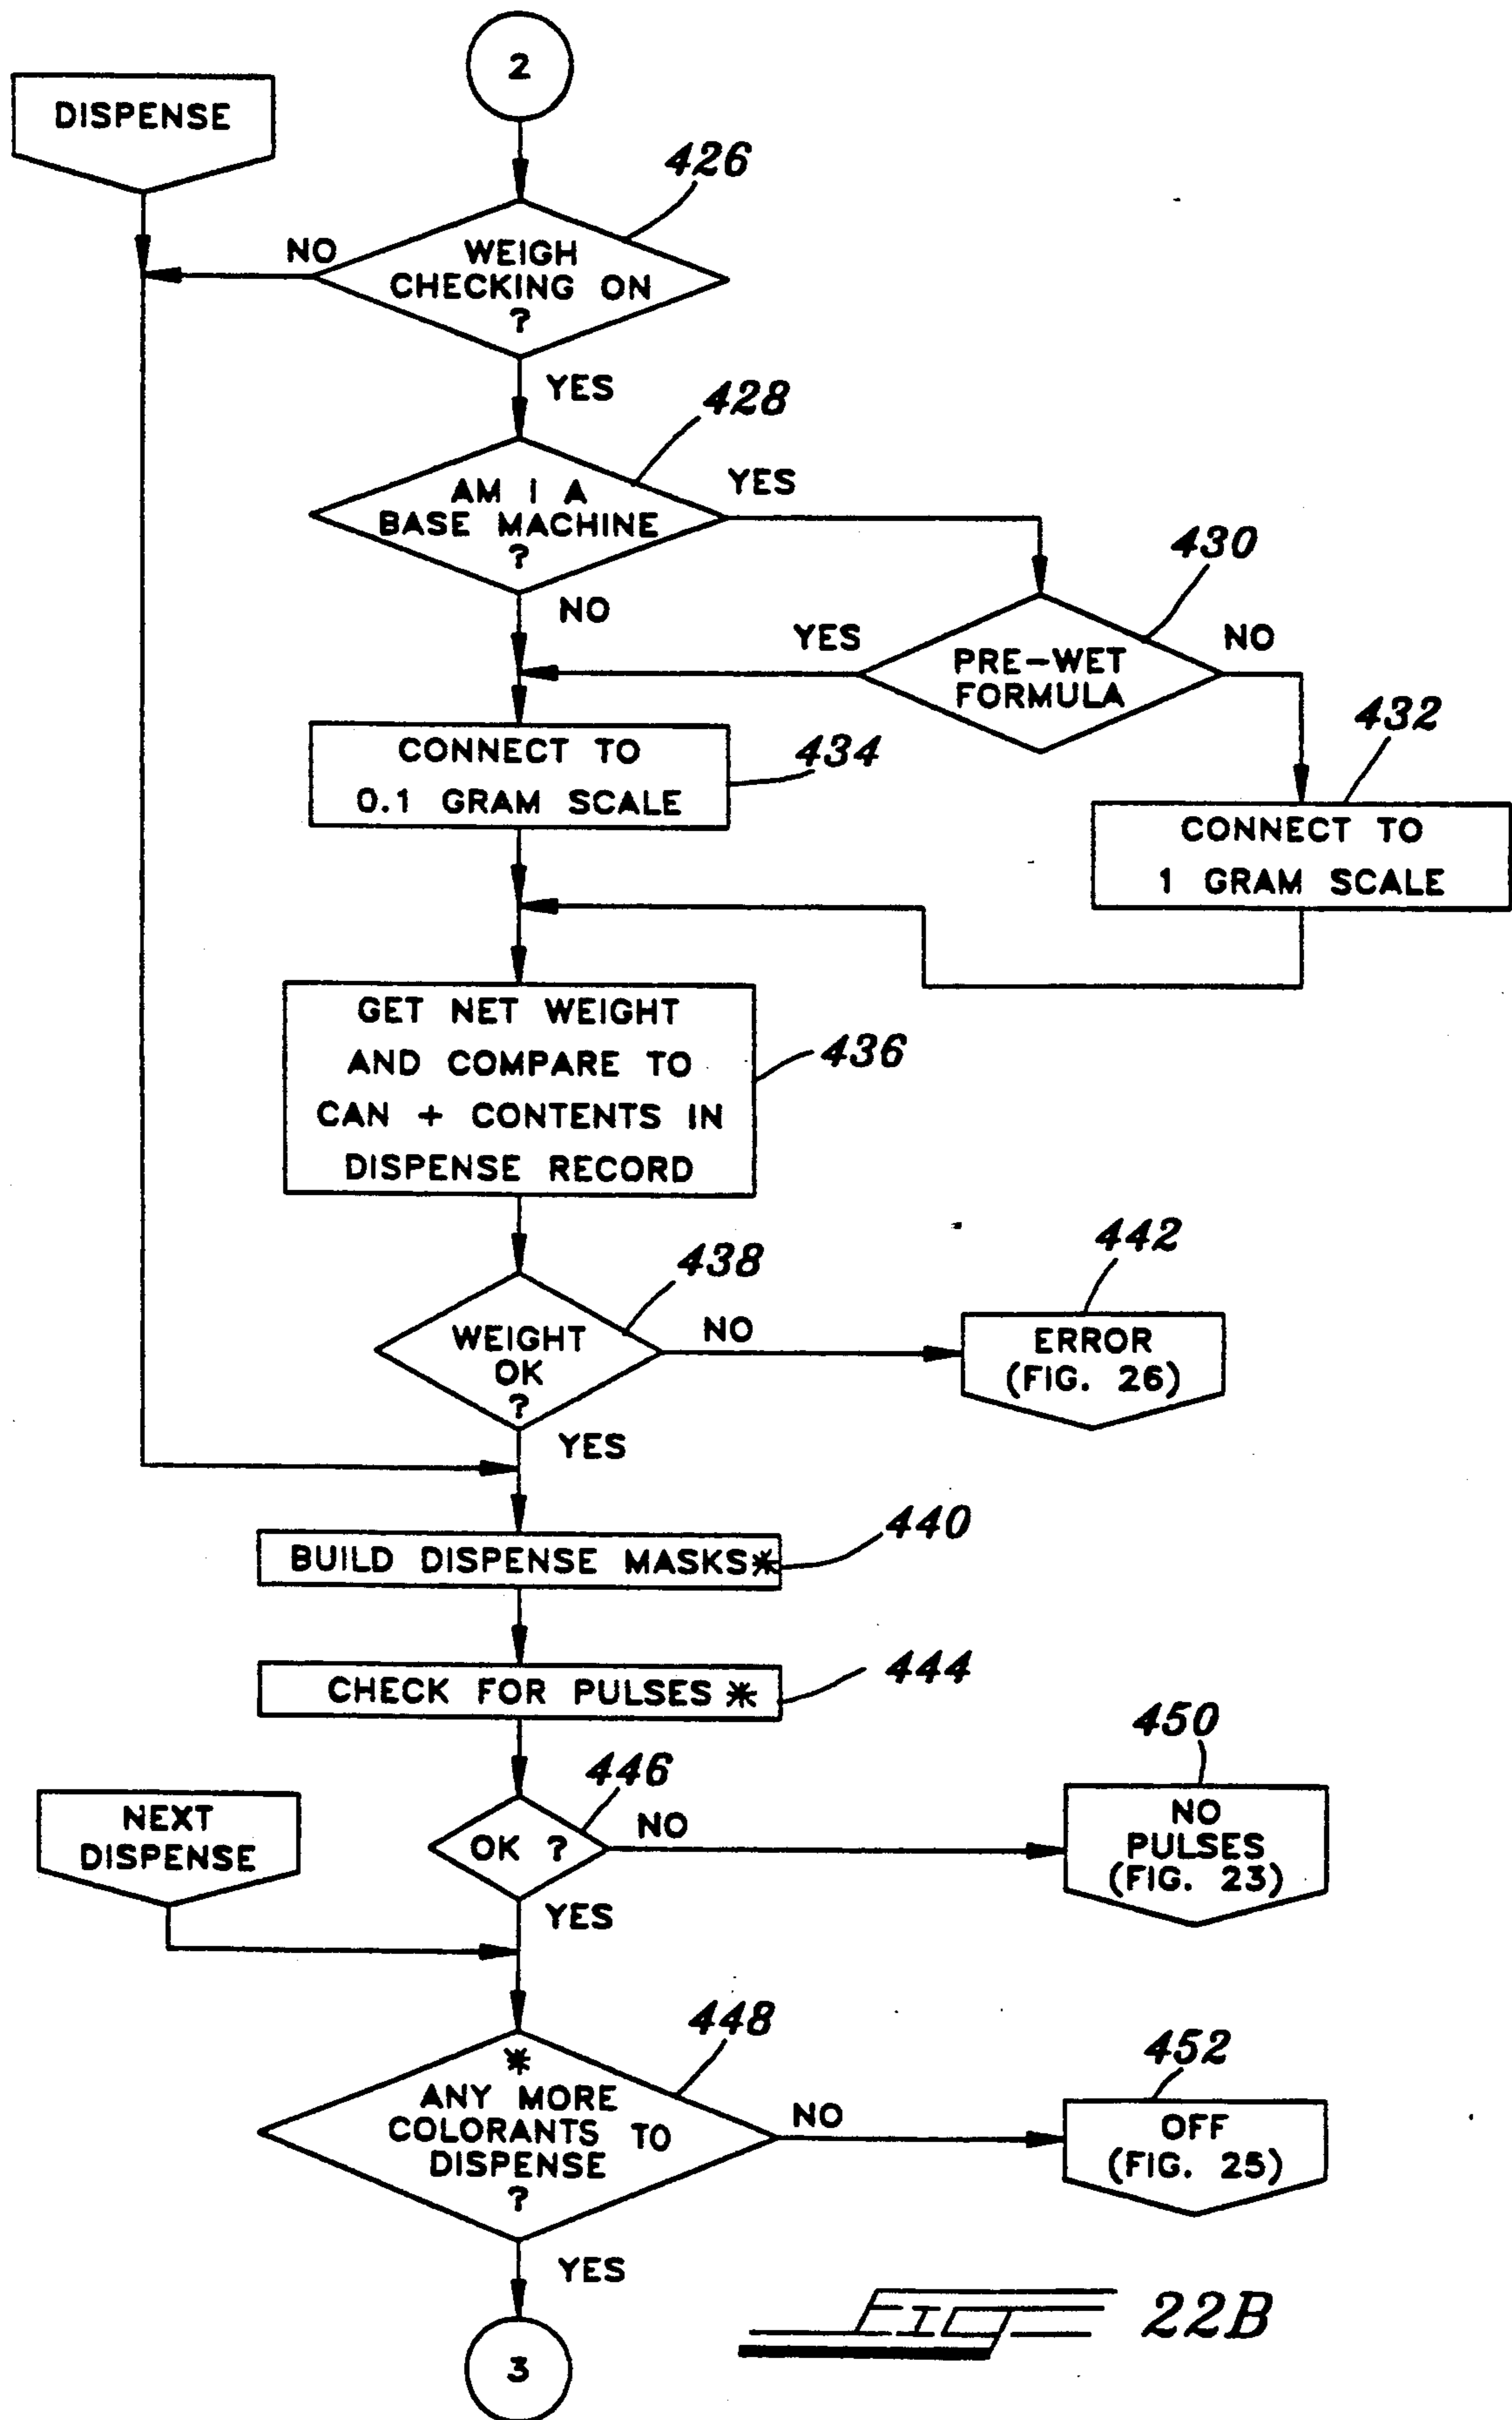 2
DISPENSE
426
NO
WEIGH
CHECKING ON
?
YES
428
AM I A
BASE MACHINE
?
YES
NO
430
YES
PRE-WET
FORMULA
NO
432
CONNECT TO
0.1 GRAM SCALE
434
CONNECT TO
1 GRAM SCALE
GET NET WEIGHT
AND COMPARE TO
CAN + CONTENTS IN
DISPENSE RECORD
436
438
WEIGHT
OK
?
NO
442
ERROR
(FIG. 26)
YES
BUILD DISPENSE MASKS*
440
CHECK FOR PULSES *
444
446
OK ?
NO
450
NO
PULSES
(FIG. 23)
NEXT
DISPENSE
YES
448
*
ANY MORE
COLORANTS TO
DISPENSE
?
NO
452
OFF
(FIG. 25)
YES
3
FIG 22B